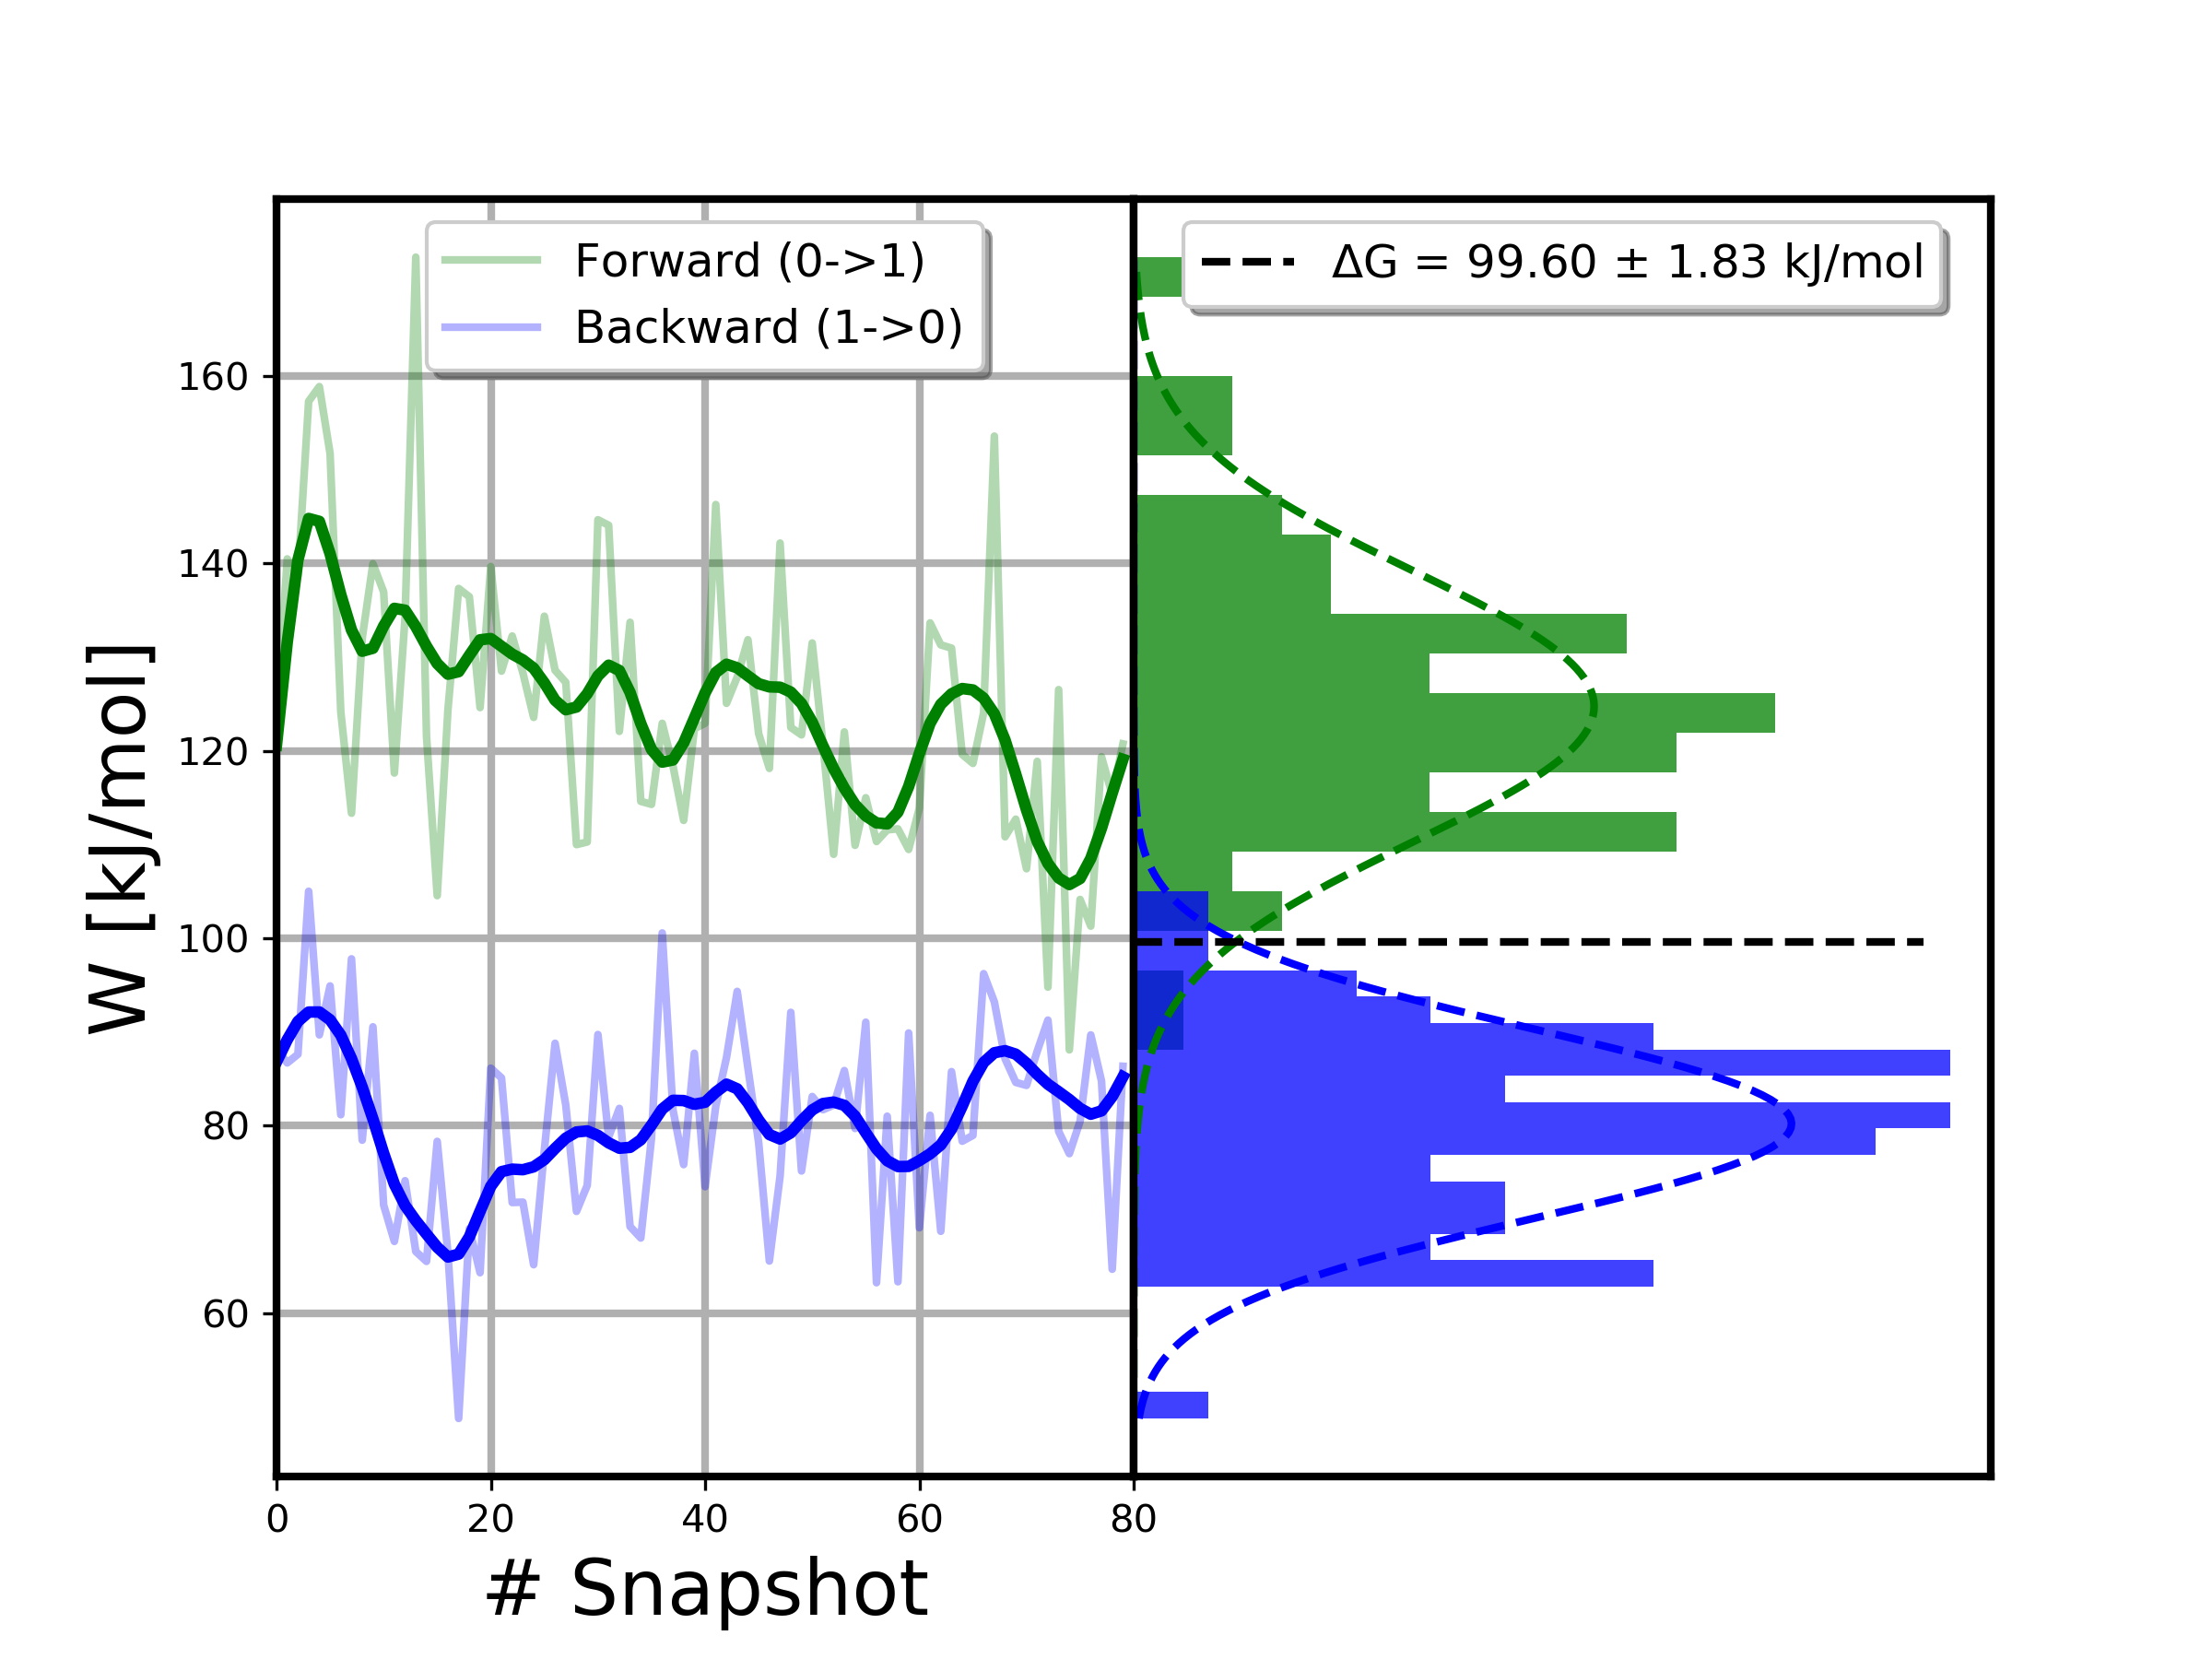 Forward (0->1)
Backward (1->0)
ΔG = 99.60 ± 1.83 kJ/mol
W [kJ/mol]
160
140
120
100
80
60
0 20 40 60 80
# Snapshot